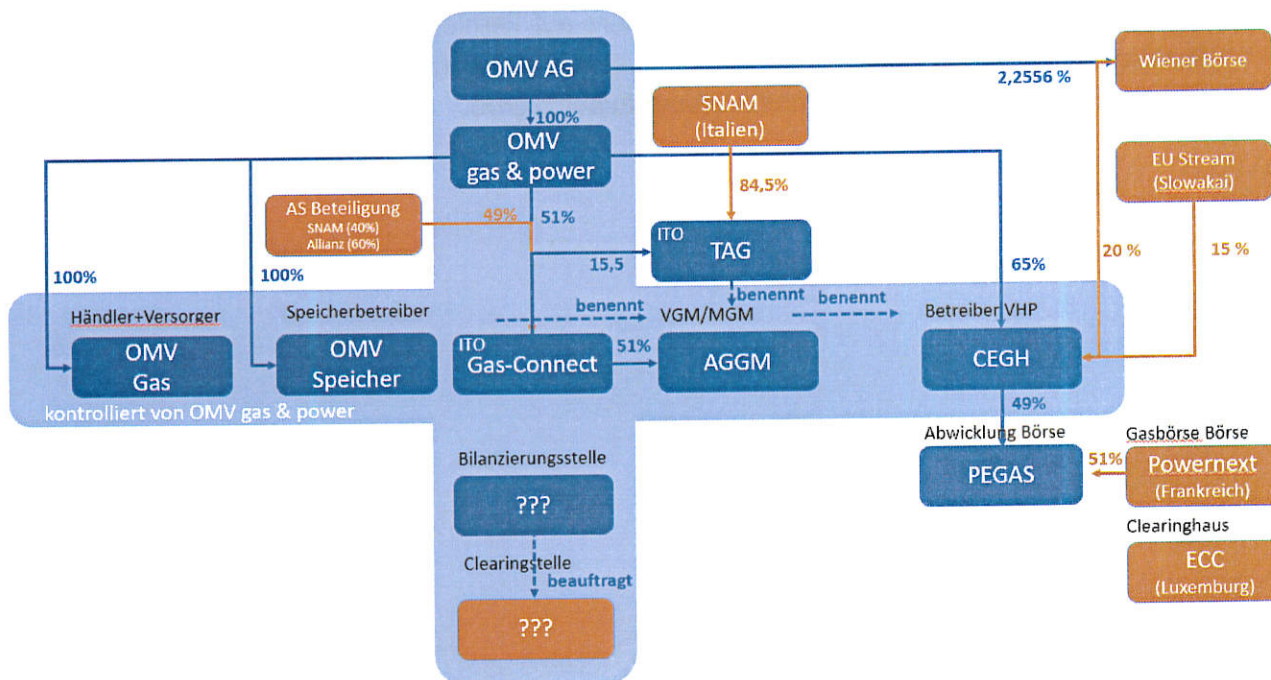 OMV AG
2,2556 %
Wiener Börse
100%
SNAM
(Italien)
OMV
gas & power
EU Stream
(Slowakai)
84,5%
AS Beteiligung
SNAM (40%)
Allianz (60%)
49%
51%
ITO
TAG
20 %
15 %
100%
100%
15,5
65%
benennt
benennt
benennt
Händler+Versorger
Speicherbetreiber
VGM/MGM
Betreiber VHP
OMV
Gas
OMV
Speicher
ITO
Gas-Connect
51%
AGGM
CEGH
kontrolliert von OMV gas & power
49%
Abwicklung Börse
Gasbörse Börse
Bilanzierungsstelle
PEGAS
51%
Powernext
(Frankreich)
???
Clearinghaus
Clearingstelle
beauftragt
ECC
(Luxemburg)
???